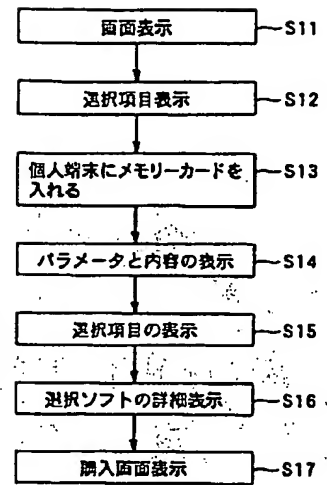 画面表示 S11
選択項目表示 S12
個人端末にメモリーカードを S13
入れる
パラメータと内容の表示 S14
選択項目の表示 S15
選択ソフトの詳細表示 S16
購入画面表示 S17